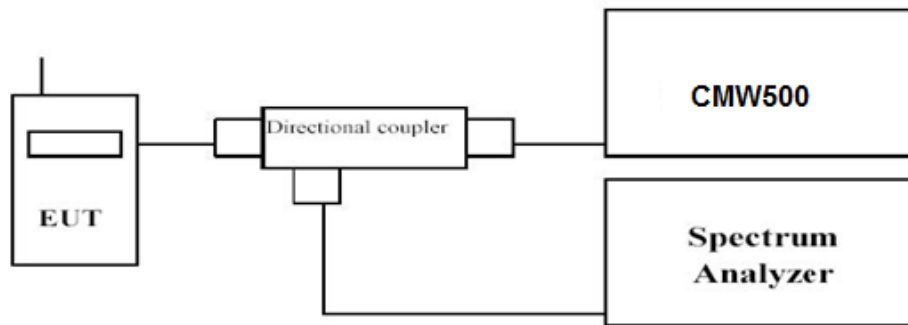 CMW500
Directional coupler
EUT
Spectrum
Analyzer